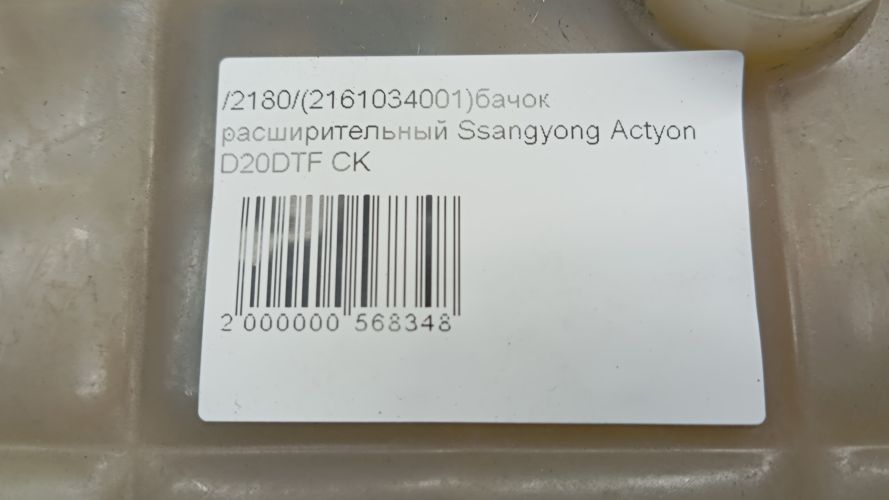 /2180/(2161034001)бачок
расширительный Ssangyong Actyon
D20DTF CK
2 000000 568348